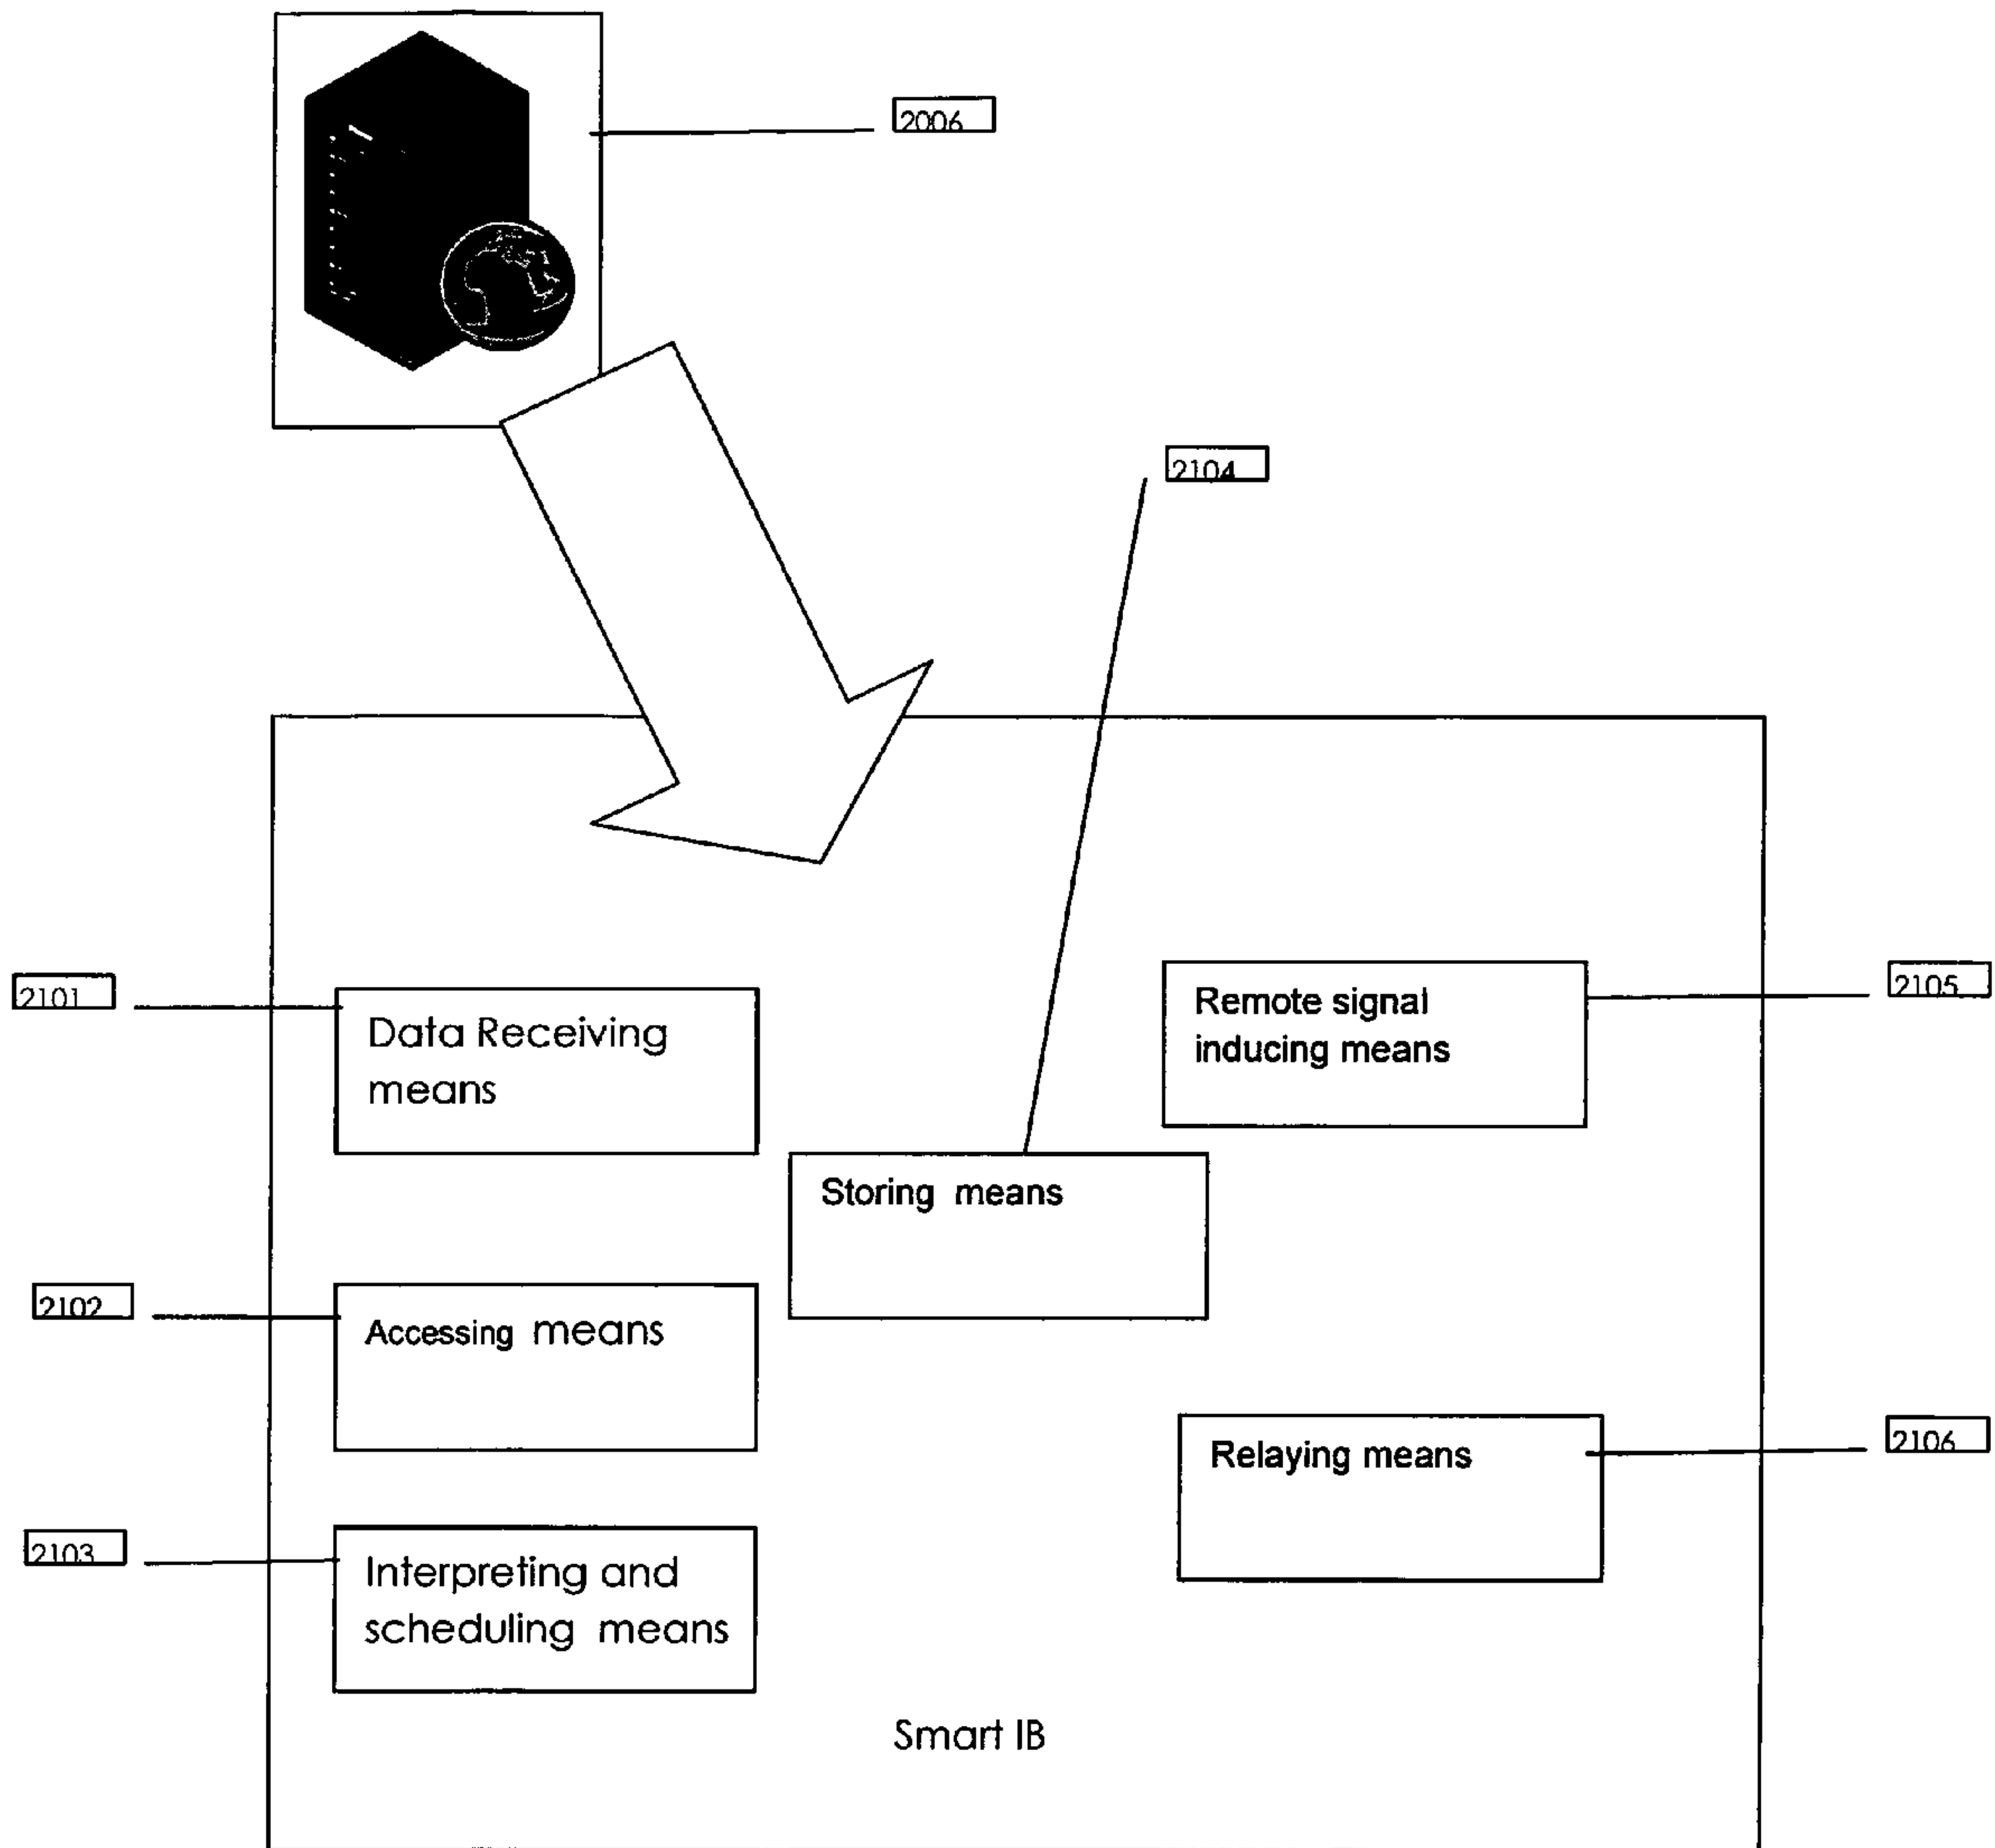 2006
2104
2101
Data Receiving
means
Remote signal
inducing means
2105
Storing means
2102
Accessing means
Relaying means
2106
2103
Interpreting and
scheduling means
Smart IB